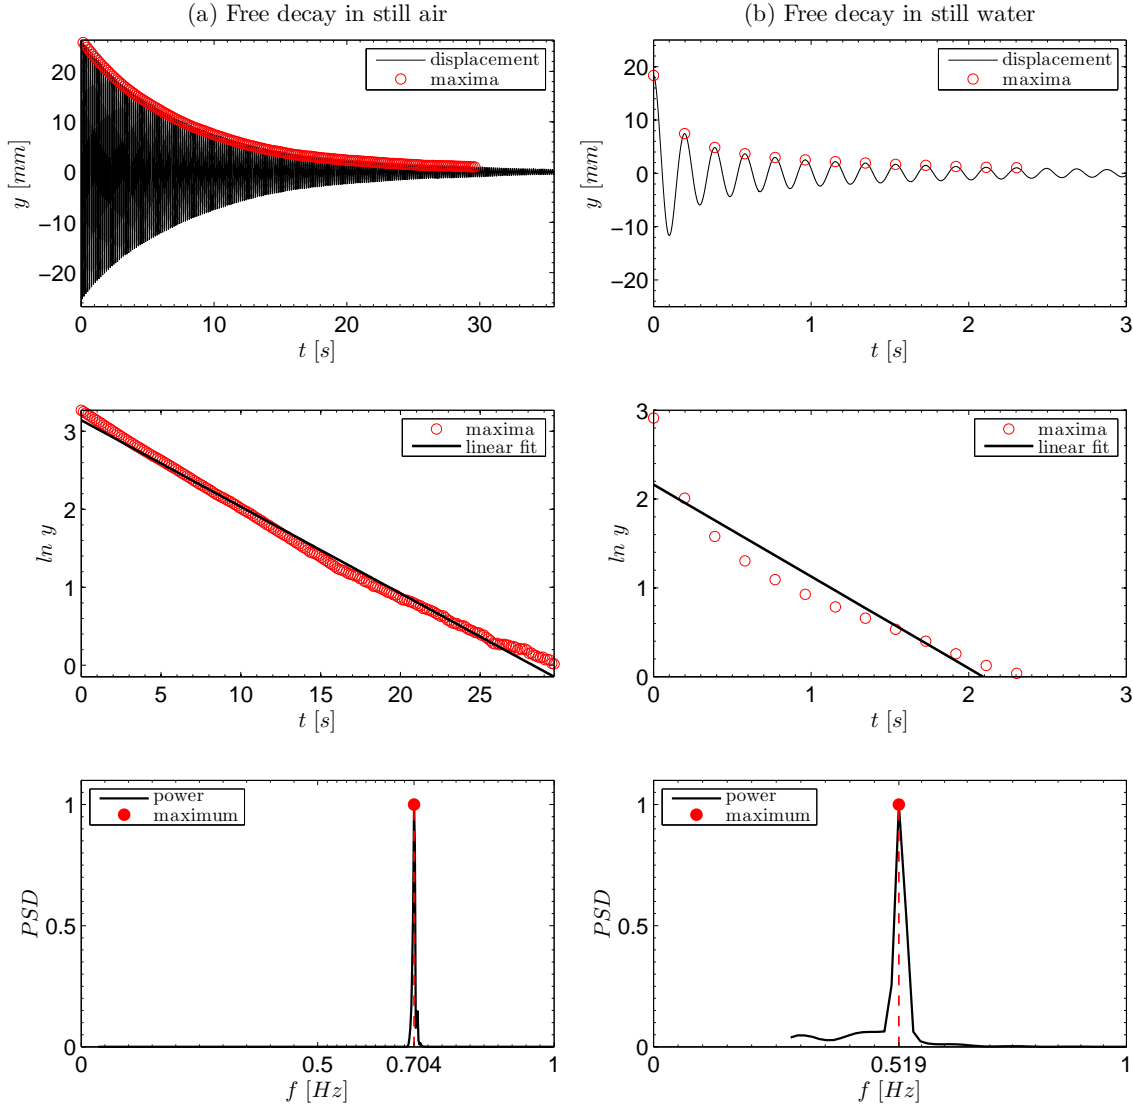 (a) Free decay in still air
displacement
maxima
20
10
0
−10
−20
y [mm]
0
10
20
30
t [s]
(b) Free decay in still water
displacement
maxima
20
10
0
−10
−20
y [mm]
0
1
2
3
t [s]
maxima
linear fit
3
2
1
0
ln y
0
5
10
15
20
25
t [s]
maxima
linear fit
3
2
1
0
ln y
0
1
2
3
t [s]
power
maximum
1
0.5
0
PSD
0
0.5
0.704
1
f [Hz]
power
maximum
1
0.5
0
PSD
0
0.519
1
f [Hz]